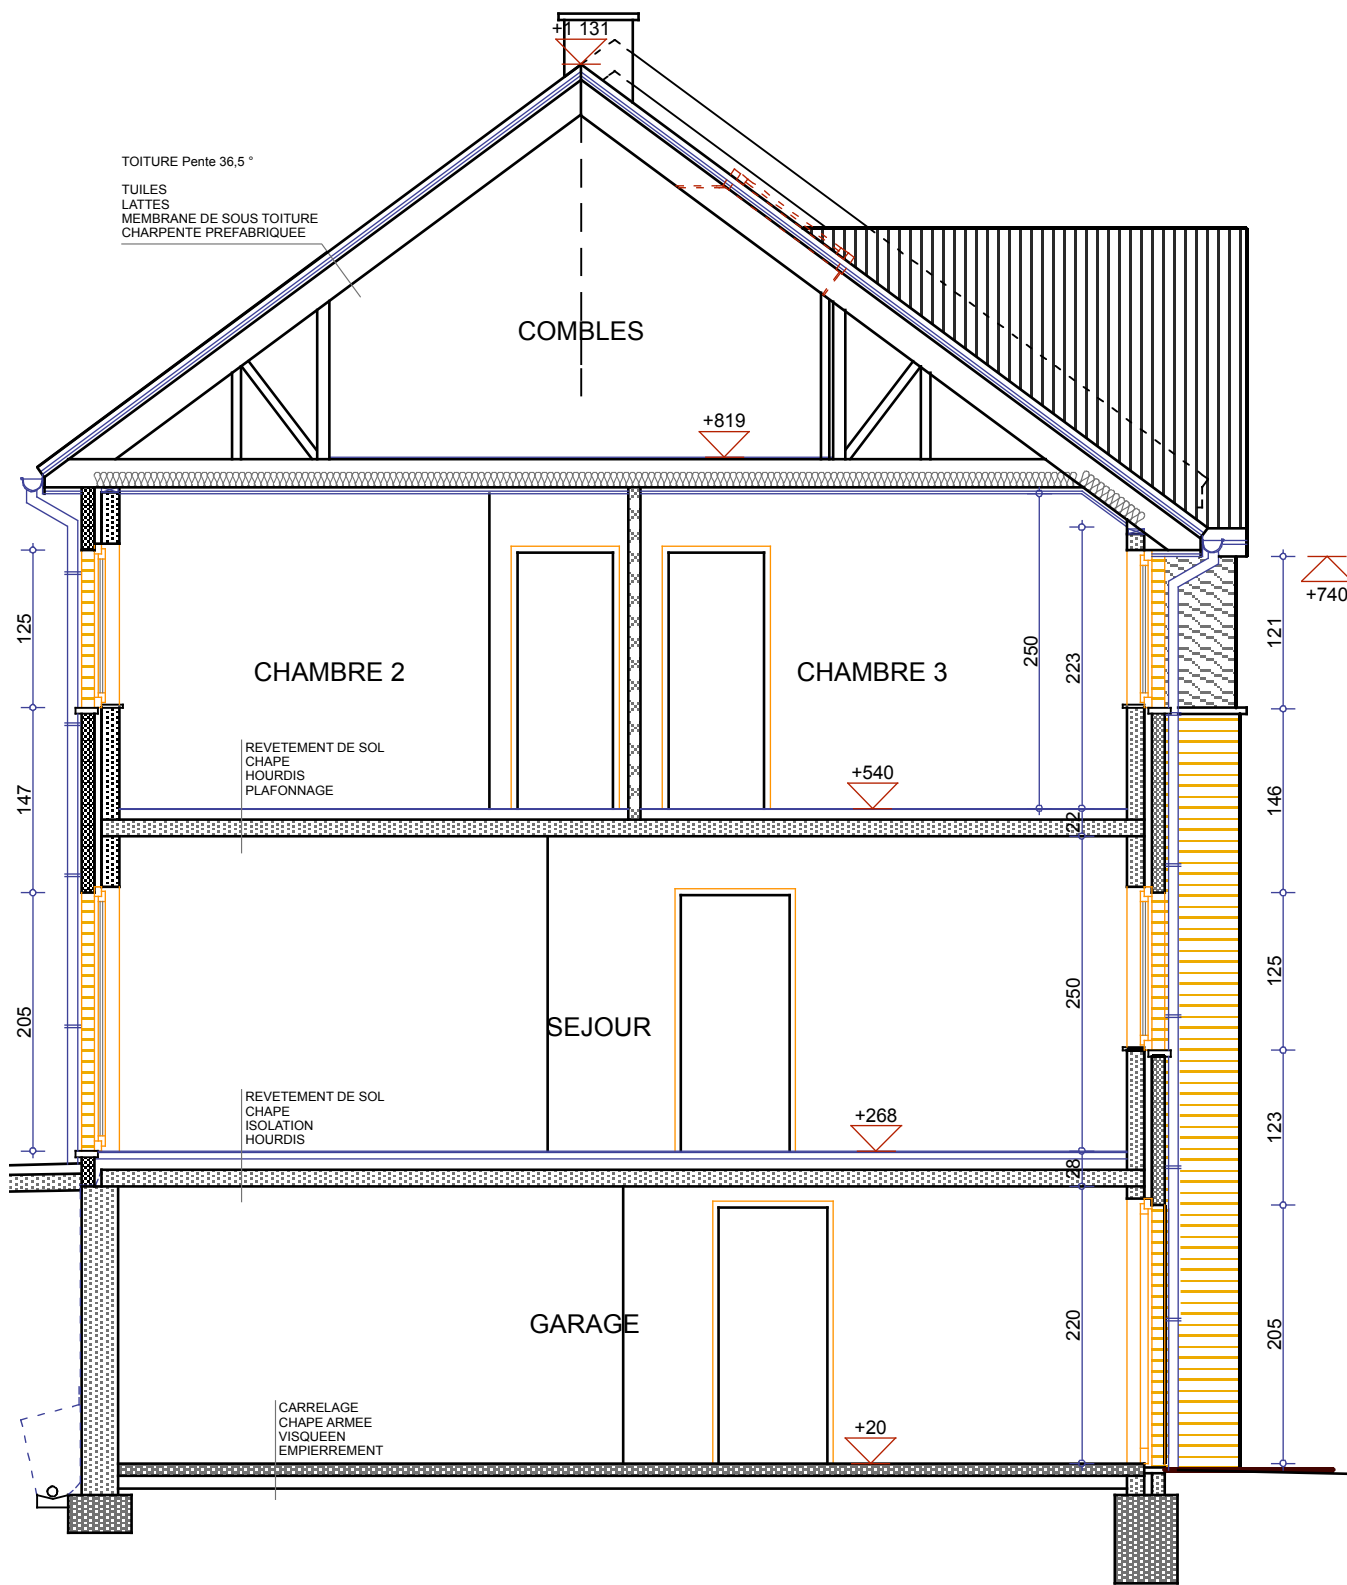 +1 131
TOITURE Pente 36,5 °
TUILES
LATTES
MEMBRANE DE SOUS TOITURE
CHARPENTE PREFABRIQUEE
COMBLES
+819
+740
125
250
223
121
CHAMBRE 2
CHAMBRE 3
REVETEMENT DE SOL
CHAPE
HOURDIS
PLAFONNAGE
+540
147
22
146
205
250
125
SEJOUR
REVETEMENT DE SOL
CHAPE
ISOLATION
HOURDIS
+268
123
28
GARAGE
220
205
CARRELAGE
CHAPE ARMEE
VISQUEEN
EMPIERREMENT
+20